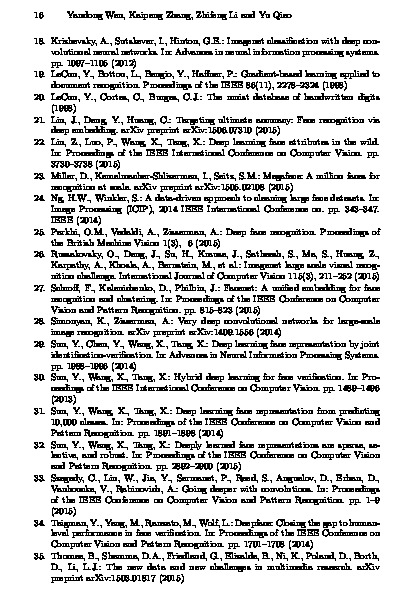 16 Yandong Wen, Kaipeng Zhang, Zhifeng Li and Yu Qiao
18. Krizhevsky, A., Sutskever, I., Hinton, G.E.: Imagenet classification with deep con-
volutional neural networks. In: Advances in neural information processing systems.
pp. 1097–1105 (2012)
19. LeCun, Y., Bottou, L., Bengio, Y., Haffner, P.: Gradient-based learning applied to
document recognition. Proceedings of the IEEE 86(11), 2278–2324 (1998)
20. LeCun, Y., Cortes, C., Burges, C.J.: The mnist database of handwritten digits
(1998)
21. Liu, J., Deng, Y., Huang, C.: Targeting ultimate accuracy: Face recognition via
deep embedding. arXiv preprint arXiv:1506.07310 (2015)
22. Liu, Z., Luo, P., Wang, X., Tang, X.: Deep learning face attributes in the wild.
In: Proceedings of the IEEE International Conference on Computer Vision. pp.
3730–3738 (2015)
23. Miller, D., Kemelmacher-Shlizerman, I., Seitz, S.M.: Megaface: A million faces for
recognition at scale. arXiv preprint arXiv:1505.02108 (2015)
24. Ng, H.W., Winkler, S.: A data-driven approach to cleaning large face datasets. In:
Image Processing (ICIP), 2014 IEEE International Conference on. pp. 343–347.
IEEE (2014)
25. Parkhi, O.M., Vedaldi, A., Zisserman, A.: Deep face recognition. Proceedings of
the British Machine Vision 1(3), 6 (2015)
26. Russakovsky, O., Deng, J., Su, H., Krause, J., Satheesh, S., Ma, S., Huang, Z.,
Karpathy, A., Khosla, A., Bernstein, M., et al.: Imagenet large scale visual recog-
nition challenge. International Journal of Computer Vision 115(3), 211–252 (2015)
27. Schroff, F., Kalenichenko, D., Philbin, J.: Facenet: A unified embedding for face
recognition and clustering. In: Proceedings of the IEEE Conference on Computer
Vision and Pattern Recognition. pp. 815–823 (2015)
28. Simonyan, K., Zisserman, A.: Very deep convolutional networks for large-scale
image recognition. arXiv preprint arXiv:1409.1556 (2014)
29. Sun, Y., Chen, Y., Wang, X., Tang, X.: Deep learning face representation by joint
identification-verification. In: Advances in Neural Information Processing Systems.
pp. 1988–1996 (2014)
30. Sun, Y., Wang, X., Tang, X.: Hybrid deep learning for face verification. In: Pro-
ceedings of the IEEE International Conference on Computer Vision. pp. 1489–1496
(2013)
31. Sun, Y., Wang, X., Tang, X.: Deep learning face representation from predicting
10,000 classes. In: Proceedings of the IEEE Conference on Computer Vision and
Pattern Recognition. pp. 1891–1898 (2014)
32. Sun, Y., Wang, X., Tang, X.: Deeply learned face representations are sparse, se-
lective, and robust. In: Proceedings of the IEEE Conference on Computer Vision
and Pattern Recognition. pp. 2892–2900 (2015)
33. Szegedy, C., Liu, W., Jia, Y., Sermanet, P., Reed, S., Anguelov, D., Erhan, D.,
Vanhoucke, V., Rabinovich, A.: Going deeper with convolutions. In: Proceedings
of the IEEE Conference on Computer Vision and Pattern Recognition. pp. 1–9
(2015)
34. Taigman, Y., Yang, M., Ranzato, M., Wolf, L.: Deepface: Closing the gap to human-
level performance in face verification. In: Proceedings of the IEEE Conference on
Computer Vision and Pattern Recognition. pp. 1701–1708 (2014)
35. Thomee, B., Shamma, D.A., Friedland, G., Elizalde, B., Ni, K., Poland, D., Borth,
D., Li, L.J.: The new data and new challenges in multimedia research. arXiv
preprint arXiv:1503.01817 (2015)